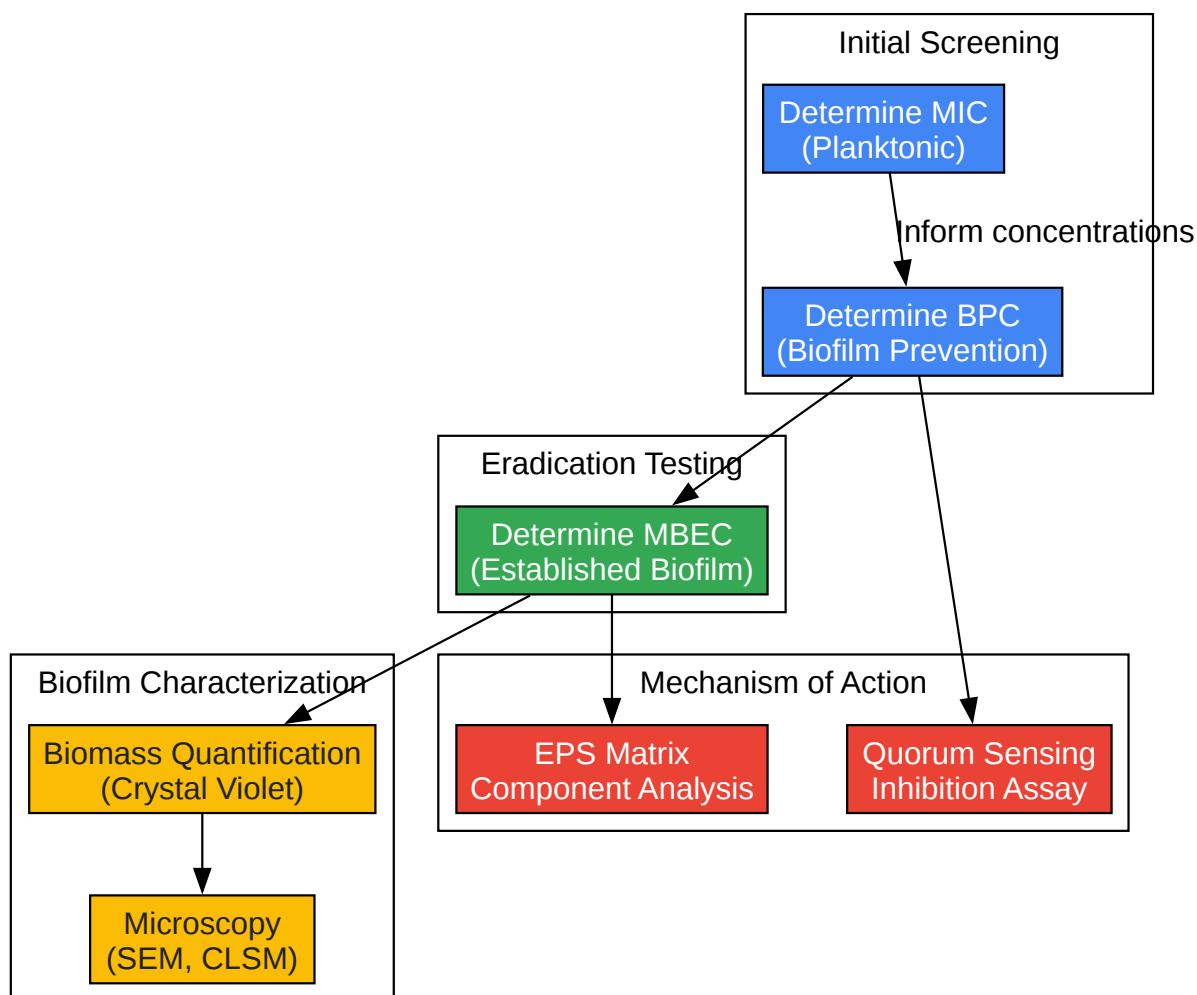 Initial Screening
Determine MIC
(Planktonic)
Inform concentrations
Determine BPC
(Biofilm Prevention)
Eradication Testing
Determine MBEC
(Established Biofilm)
Biofilm Characterization
Biomass Quantification
(Crystal Violet)
Microscopy
(SEM, CLSM)
Mechanism of Action
EPS Matrix
Component Analysis
Quorum Sensing
Inhibition Assay